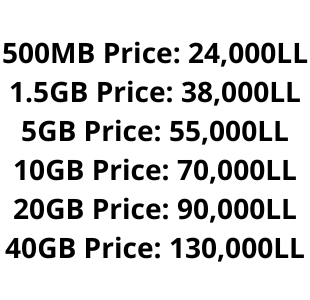 500MB Price: 24,000LL
1.5GB Price: 38,000LL
5GB Price: 55,000LL
10GB Price: 70,000LL
20GB Price: 90,000LL
40GB Price: 130,000LL